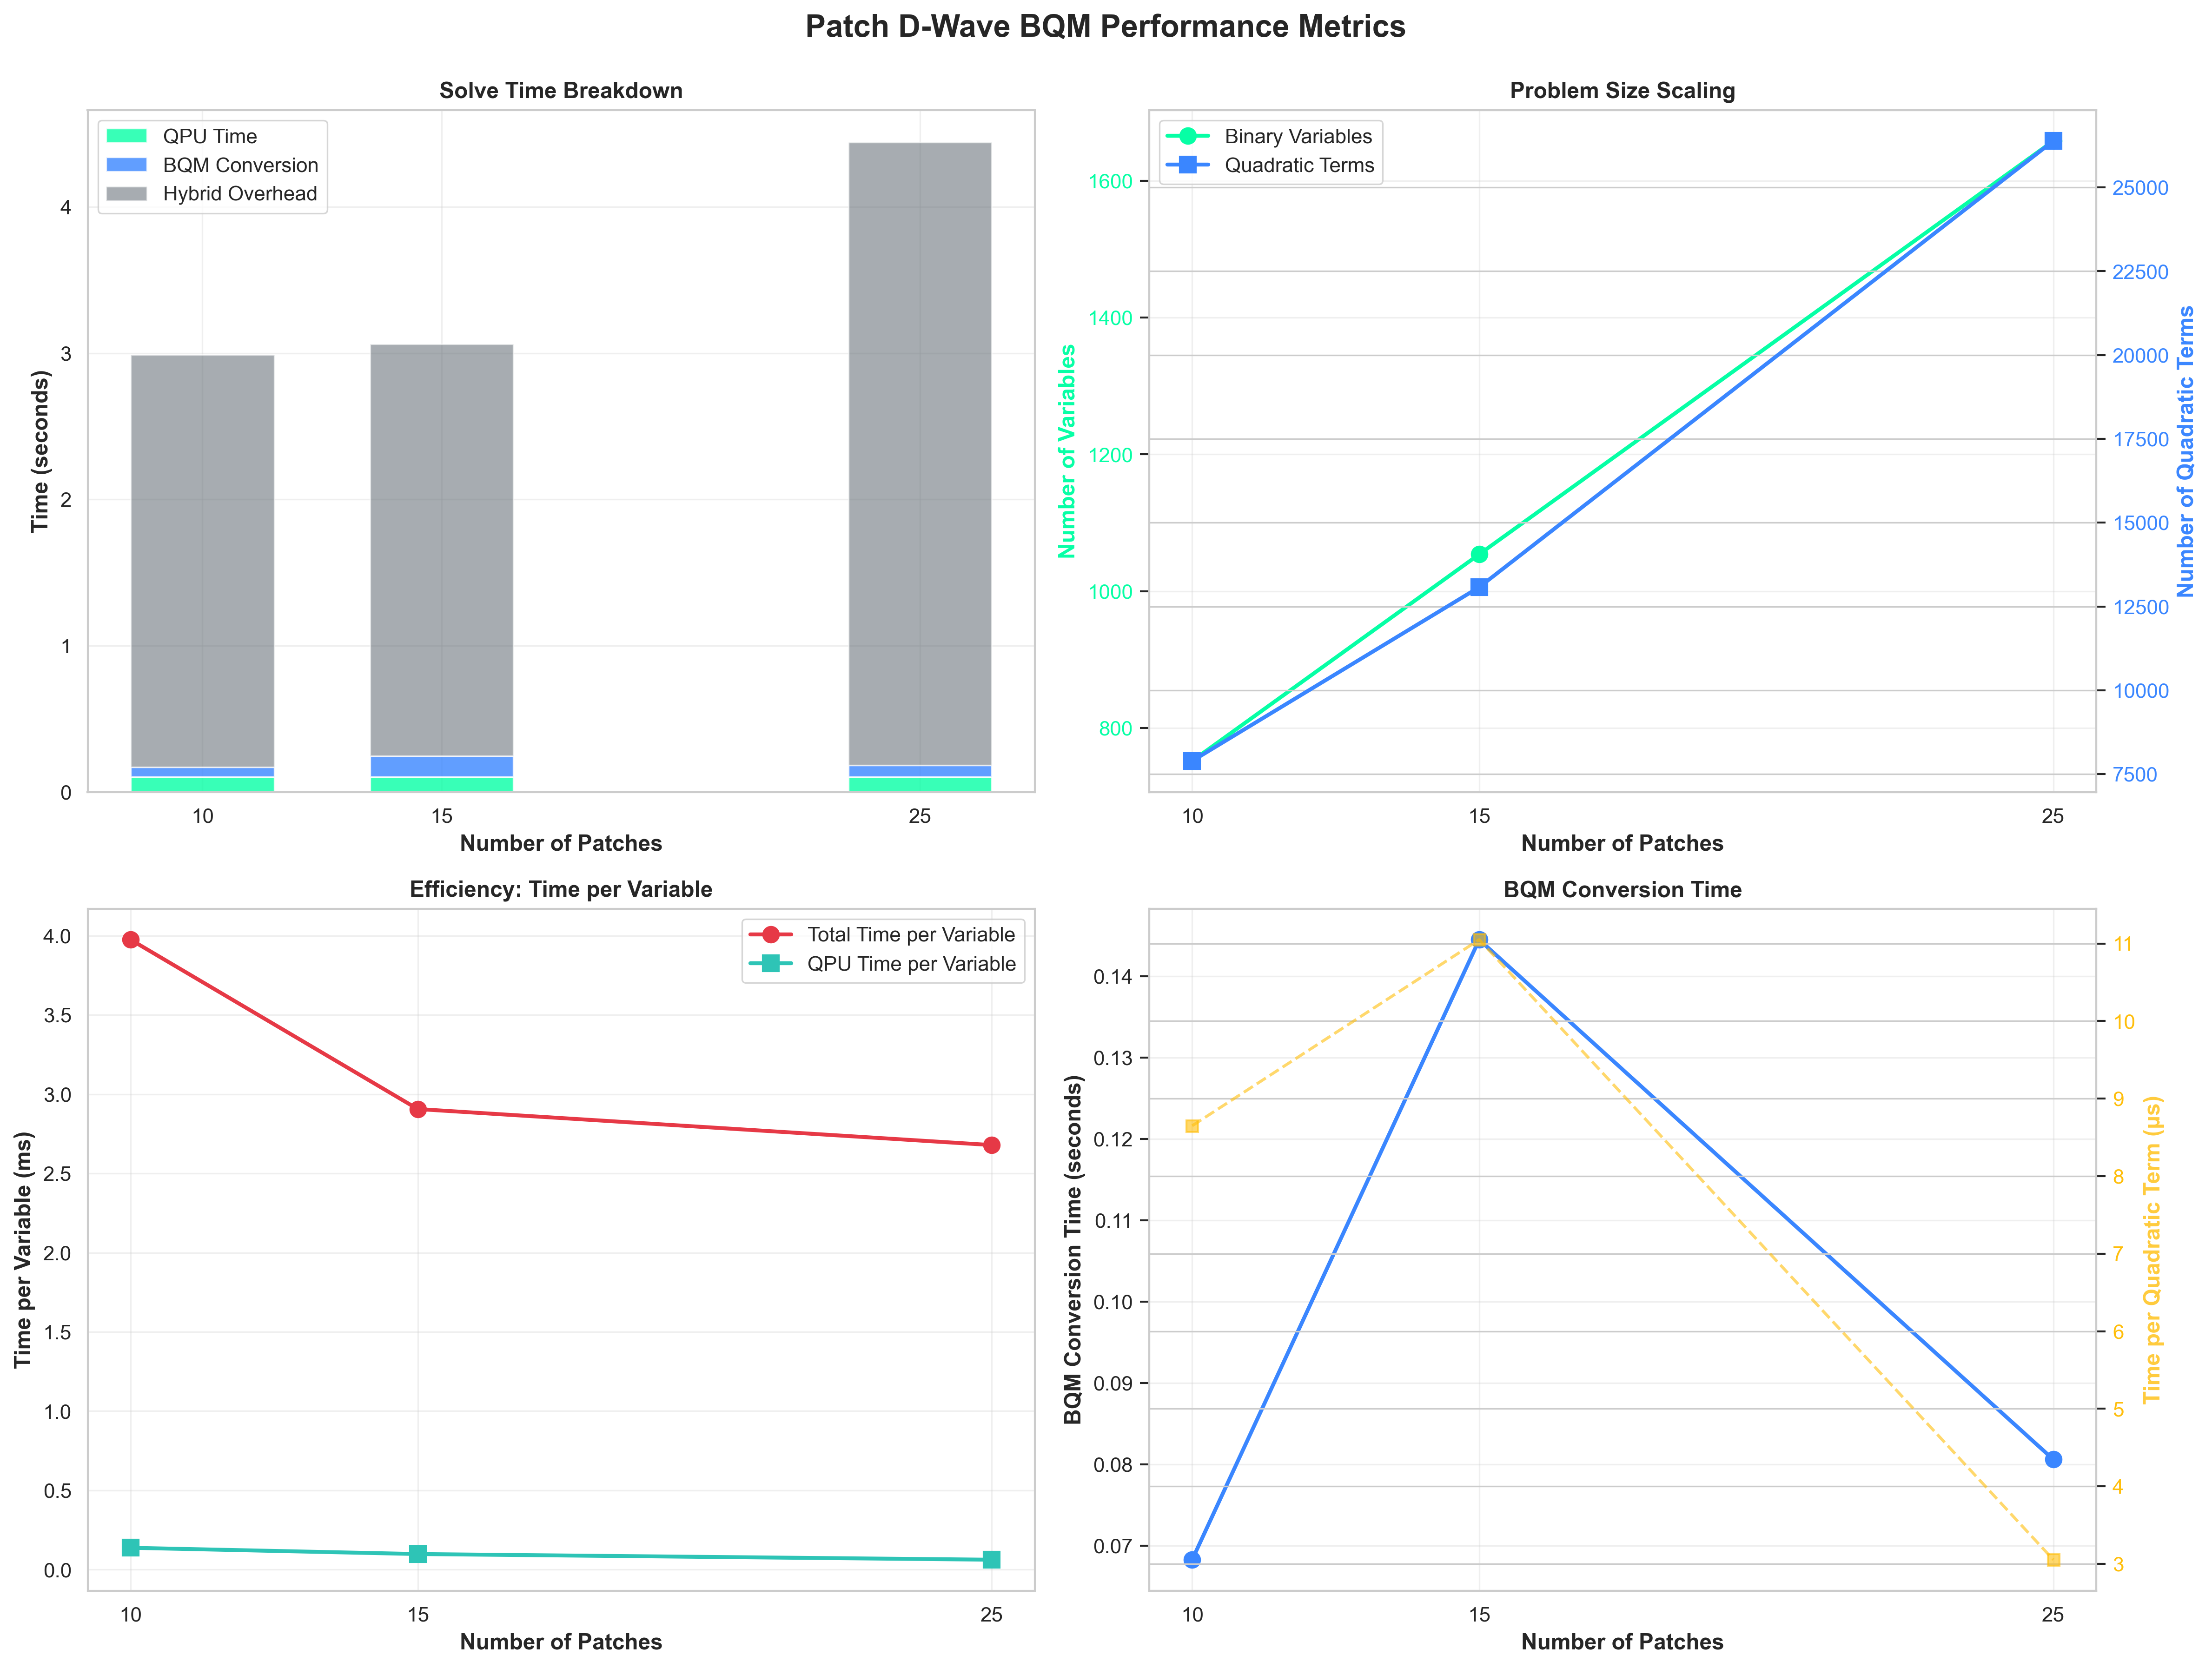 Patch D-Wave BQM Performance Metrics
Solve Time Breakdown
QPU Time
BQM Conversion
Hybrid Overhead
Time (seconds)
4
3
2
1
0
10 15 25
Number of Patches
Problem Size Scaling
Binary Variables
Quadratic Terms
Number of Variables
1600
1400
1200
1000
800
Number of Quadratic Terms
25000
22500
20000
17500
15000
12500
10000
7500
10 15 25
Number of Patches
Efficiency: Time per Variable
Total Time per Variable
QPU Time per Variable
Time per Variable (ms)
4.0
3.5
3.0
2.5
2.0
1.5
1.0
0.5
0.0
10 15 25
Number of Patches
BQM Conversion Time
BQM Conversion Time (seconds)
0.14
0.13
0.12
0.11
0.10
0.09
0.08
0.07
Time per Quadratic Term (μs)
11
10
9
8
7
6
5
4
3
10 15 25
Number of Patches